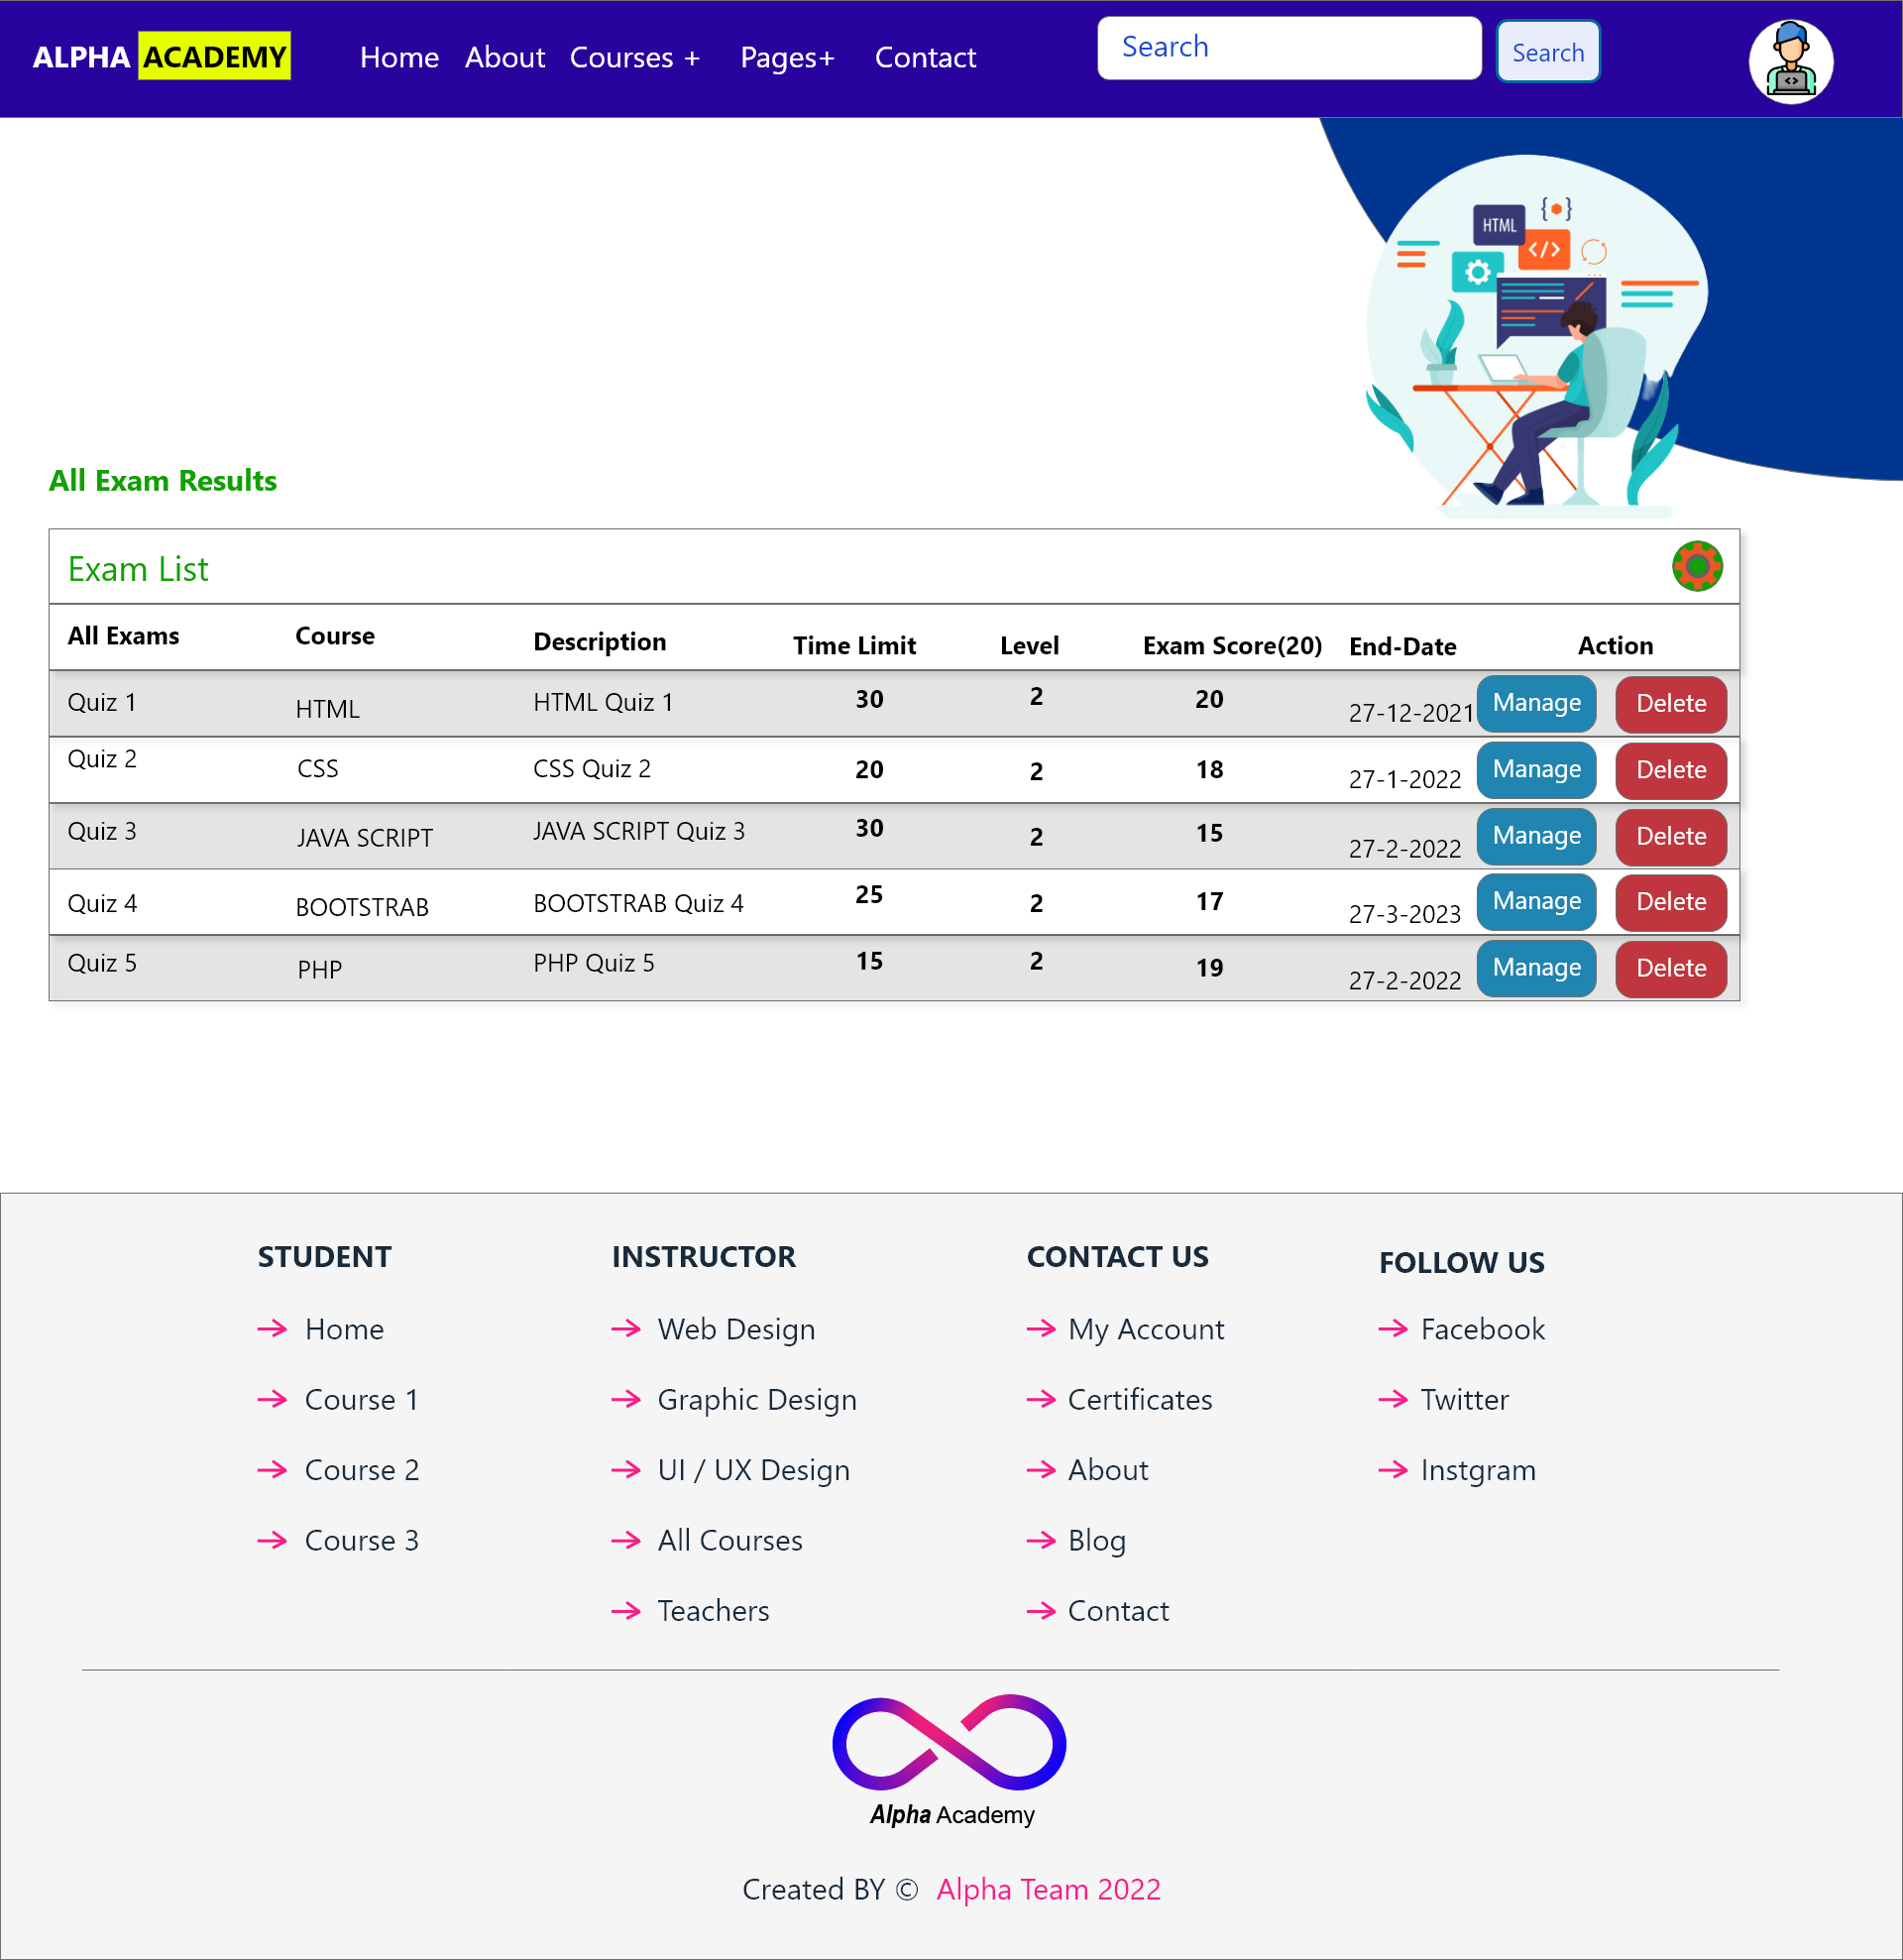 ALPHA ACADEMY Home About Courses + Pages+ Contact Search Search
HTML
All Exam Results
Exam List
All Exams Course Description Time Limit Level Exam Score(20) End-Date Action
Quiz 1 HTML HTML Quiz 1 30 2 20 27-12-2021 Manage Delete
Quiz 2 CSS CSS Quiz 2 20 2 18 27-1-2022 Manage Delete
Quiz 3 JAVA SCRIPT JAVA SCRIPT Quiz 3 30 2 15 27-2-2022 Manage Delete
Quiz 4 BOOTSTRAB BOOTSTRAB Quiz 4 25 2 17 27-3-2023 Manage Delete
Quiz 5 PHP PHP Quiz 5 15 2 19 27-2-2022 Manage Delete
STUDENT INSTRUCTOR CONTACT US FOLLOW US
Home Web Design My Account Facebook
Course 1 Graphic Design Certificates Twitter
Course 2 UI / UX Design About Instgram
Course 3 All Courses Blog
Teachers Contact
Alpha Academy
Created BY © Alpha Team 2022